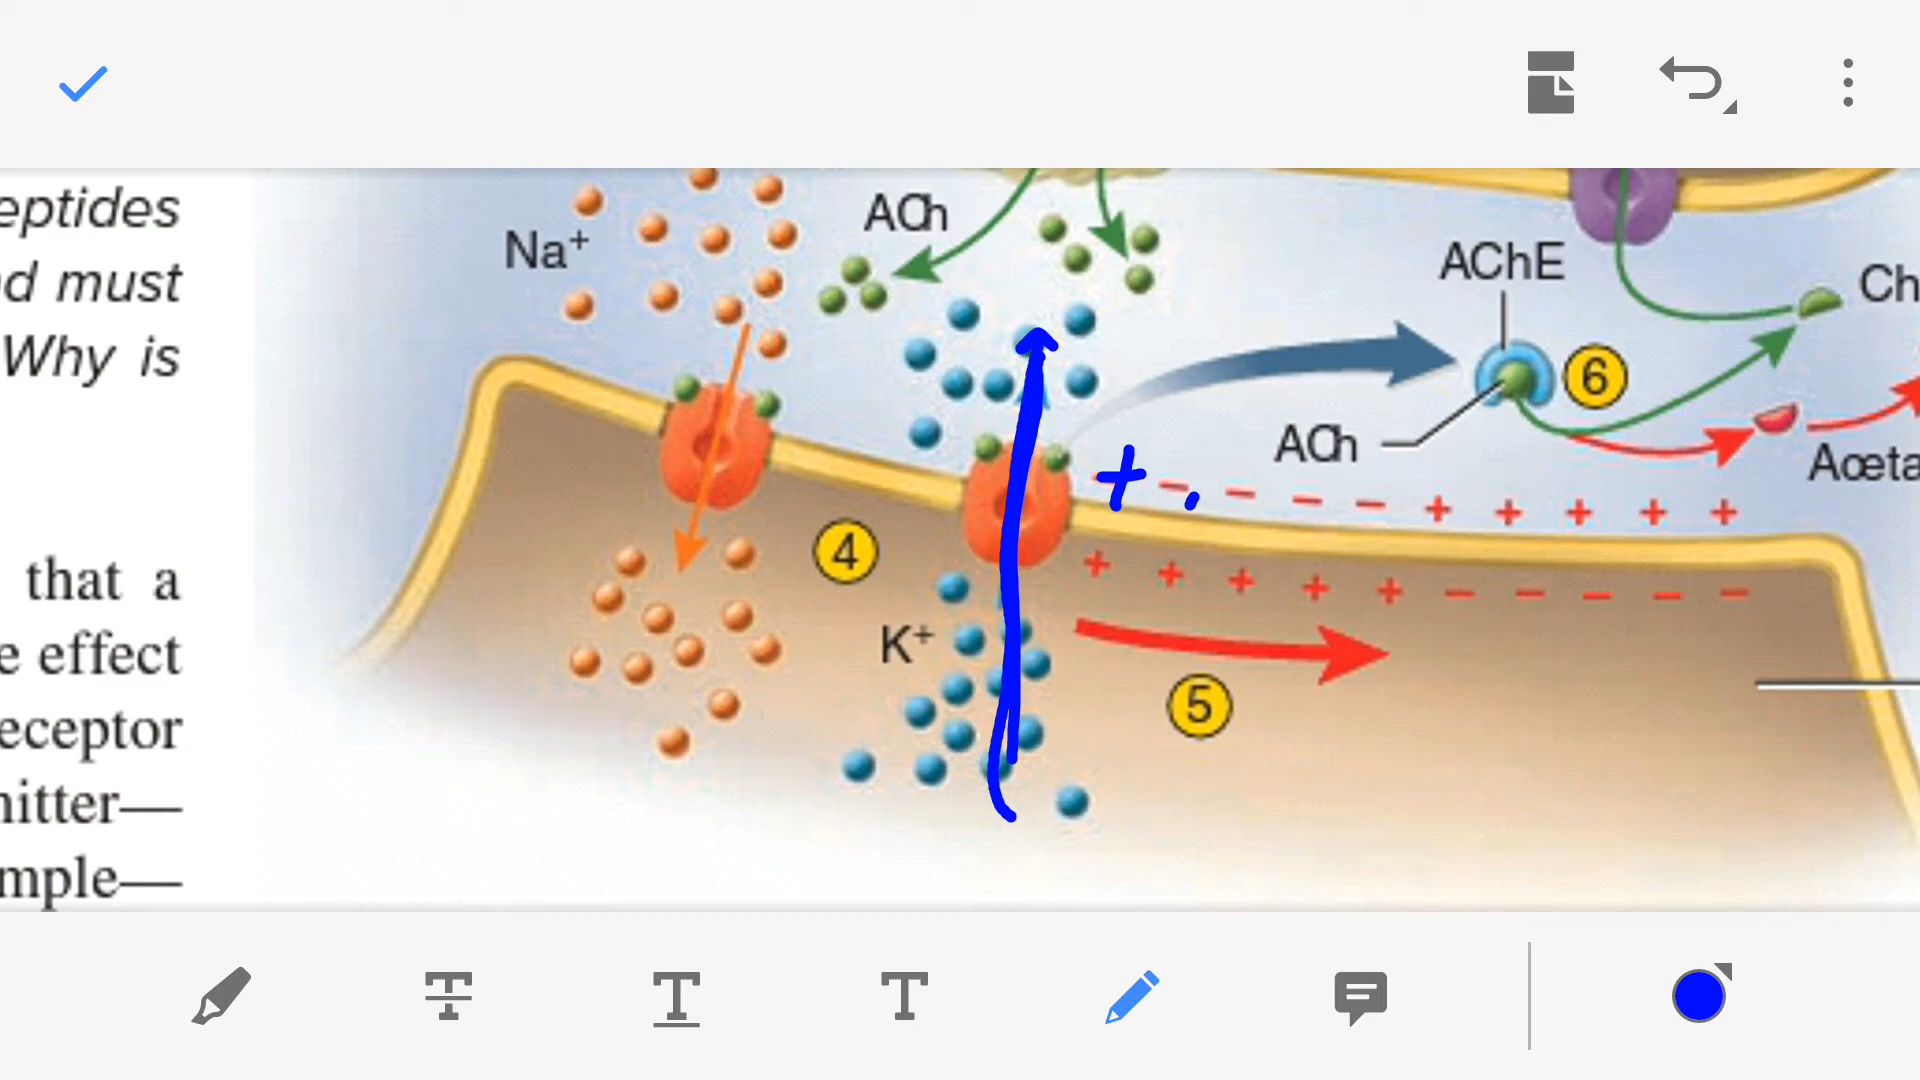 eptides
d must
Why is
that a
e effect
eceptor
nitter—
mple—
Na+
ACh
AChE
Ch
6
ACh
Aceta
4
K+
5